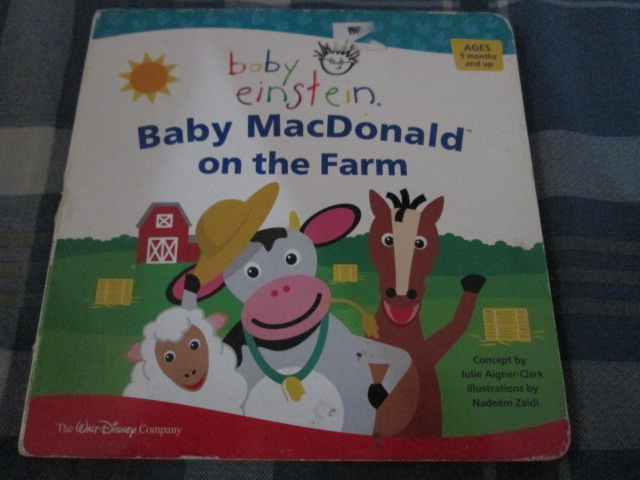 AGES
9 months
and up
baby
einstein.
Baby MacDonald™
on the Farm
Concept by
Julie Aigner-Clark
Illustrations by
Nadeem Zaidi
The Walt Disney Company